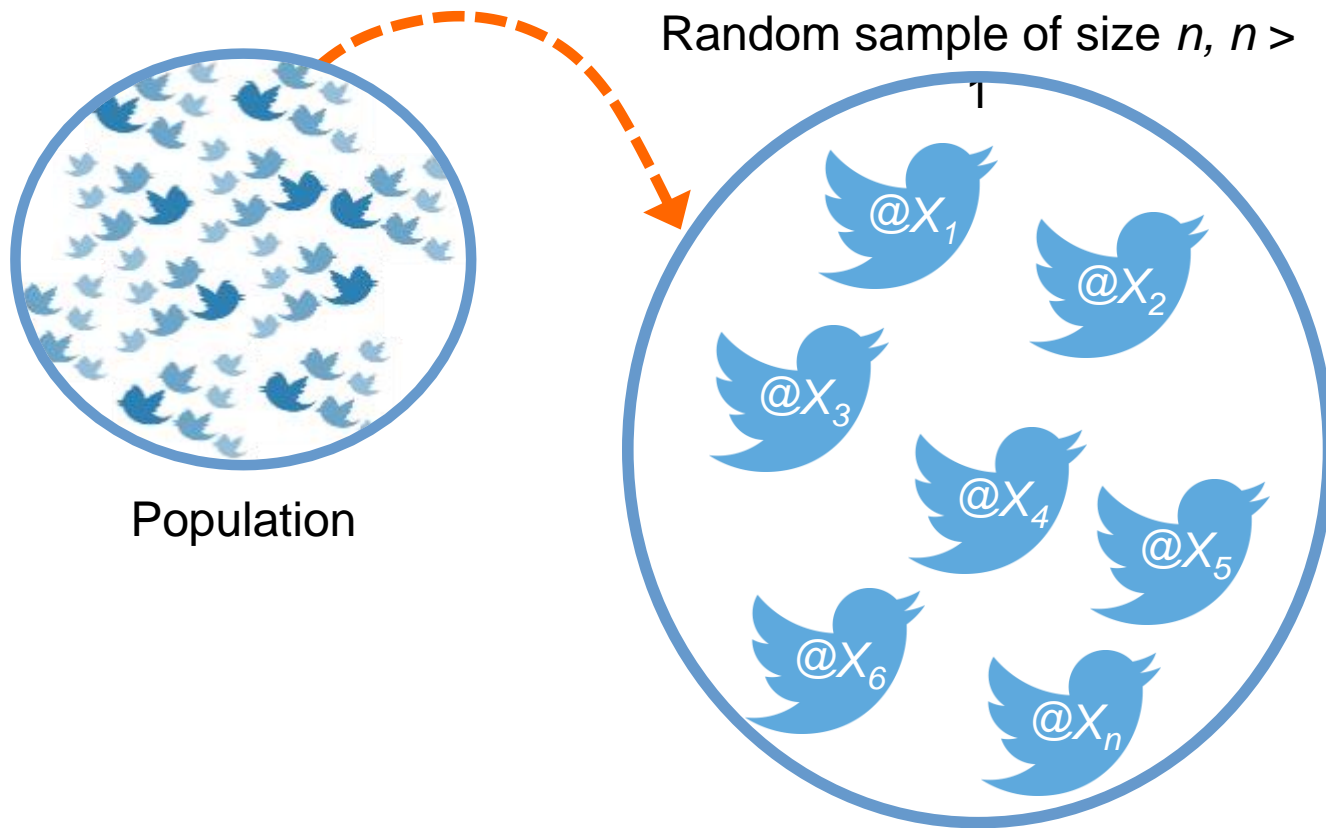 Random sample of size n, n >
1
@X₁
@X₂
@X₃
@X₄
@X₅
@X₆
@Xₙ
Population